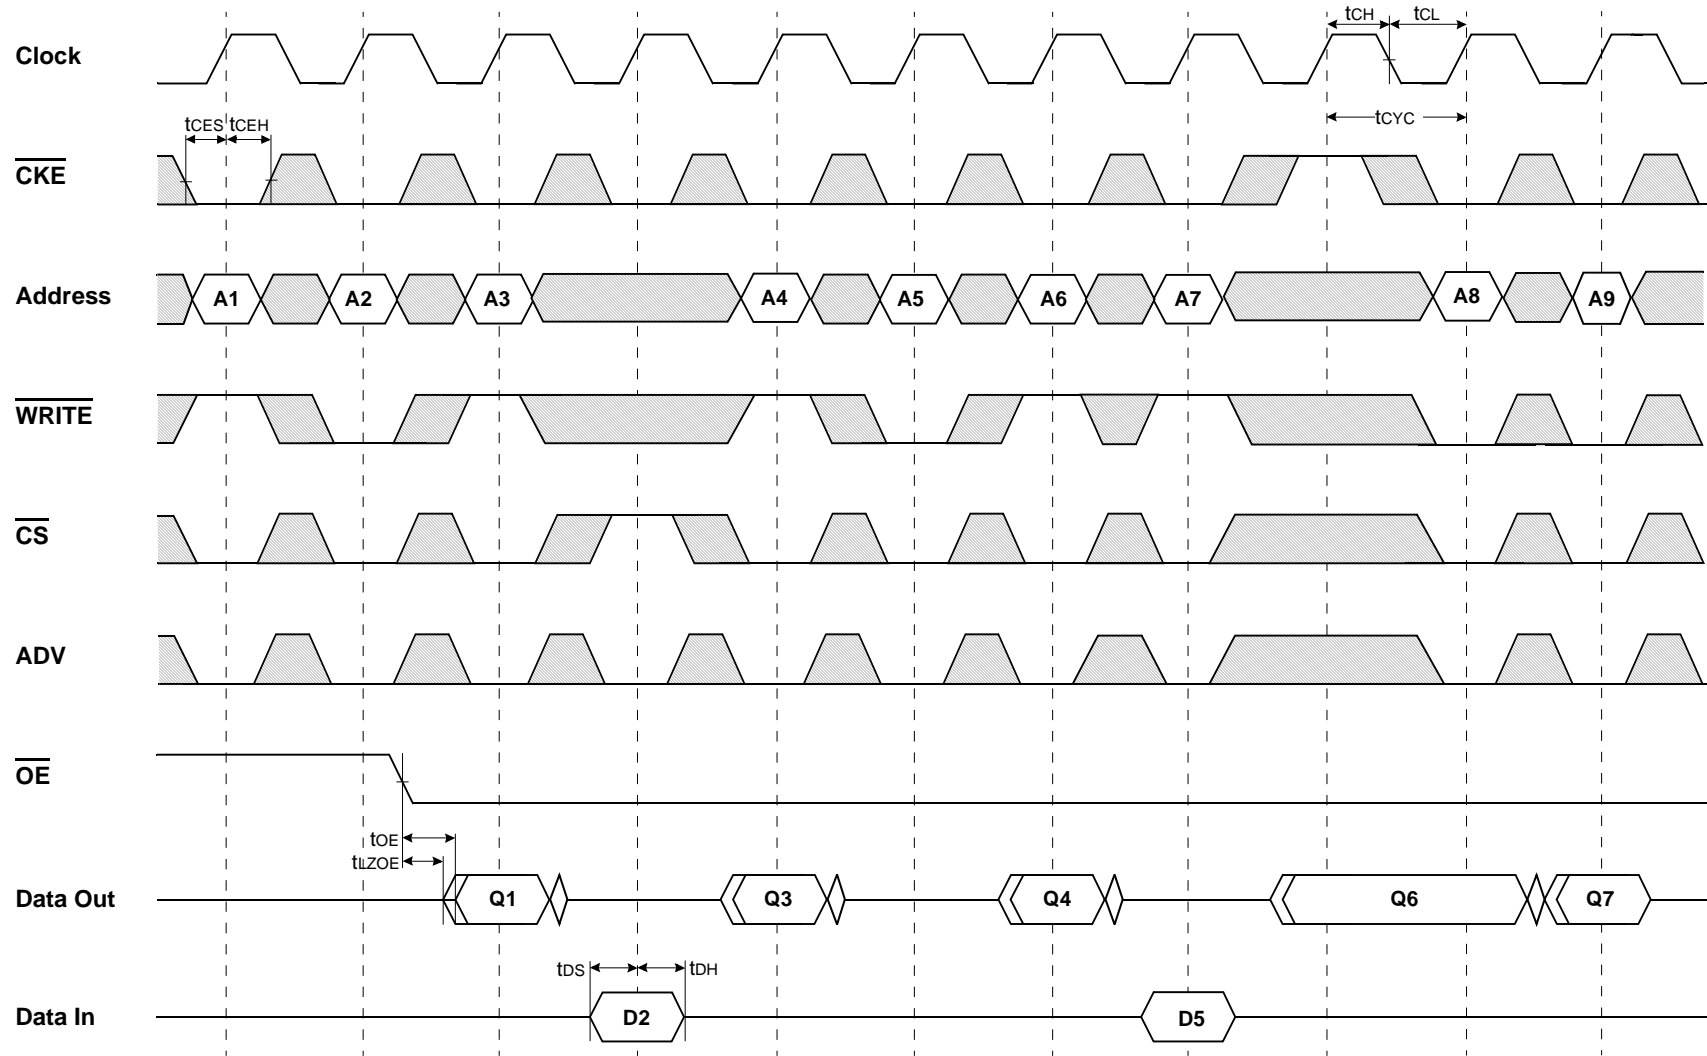 tCH tCL
Clock
tCES tCEH tCYC
CKE
Address A1 A2 A3 A4 A5 A6 A7 A8 A9
WRITE
CS
ADV
OE
tOE
tLZOE
Data Out Q1 Q3 Q4 Q6 Q7
tDS tDH
Data In D2 D5